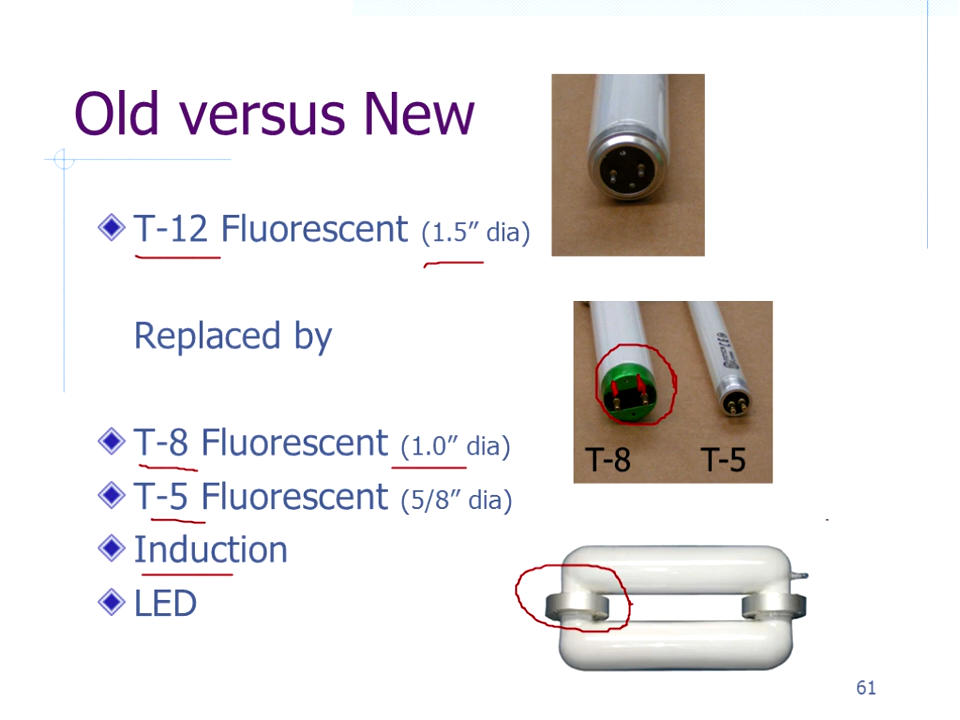 Old versus New
T-12 Fluorescent (1.5” dia)
Replaced by
T-8 Fluorescent (1.0” dia)
T-5 Fluorescent (5/8” dia)
Induction
LED
T-8 T-5
61